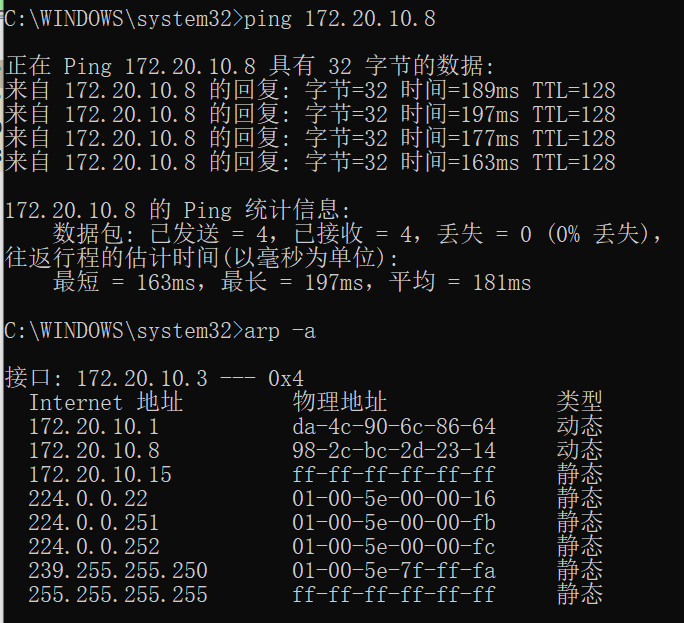 C:\WINDOWS\system32>ping 172.20.10.8
正在 Ping 172.20.10.8 具有 32 字节的数据:
来自 172.20.10.8 的回复: 字节=32 时间=189ms TTL=128
来自 172.20.10.8 的回复: 字节=32 时间=197ms TTL=128
来自 172.20.10.8 的回复: 字节=32 时间=177ms TTL=128
来自 172.20.10.8 的回复: 字节=32 时间=163ms TTL=128
172.20.10.8 的 Ping 统计信息:
数据包: 已发送 = 4，已接收 = 4，丢失 = 0 (0% 丢失)，
往返行程的估计时间(以毫秒为单位):
最短 = 163ms，最长 = 197ms，平均 = 181ms
C:\WINDOWS\system32>arp -a
接口: 172.20.10.3 --- 0x4
Internet 地址 物理地址 类型
172.20.10.1 da-4c-90-6c-86-64 动态
172.20.10.8 98-2c-bc-2d-23-14 动态
172.20.10.15 ff-ff-ff-ff-ff-ff 静态
224.0.0.22 01-00-5e-00-00-16 静态
224.0.0.251 01-00-5e-00-00-fb 静态
224.0.0.252 01-00-5e-00-00-fc 静态
239.255.255.250 01-00-5e-7f-ff-fa 静态
255.255.255.255 ff-ff-ff-ff-ff-ff 静态